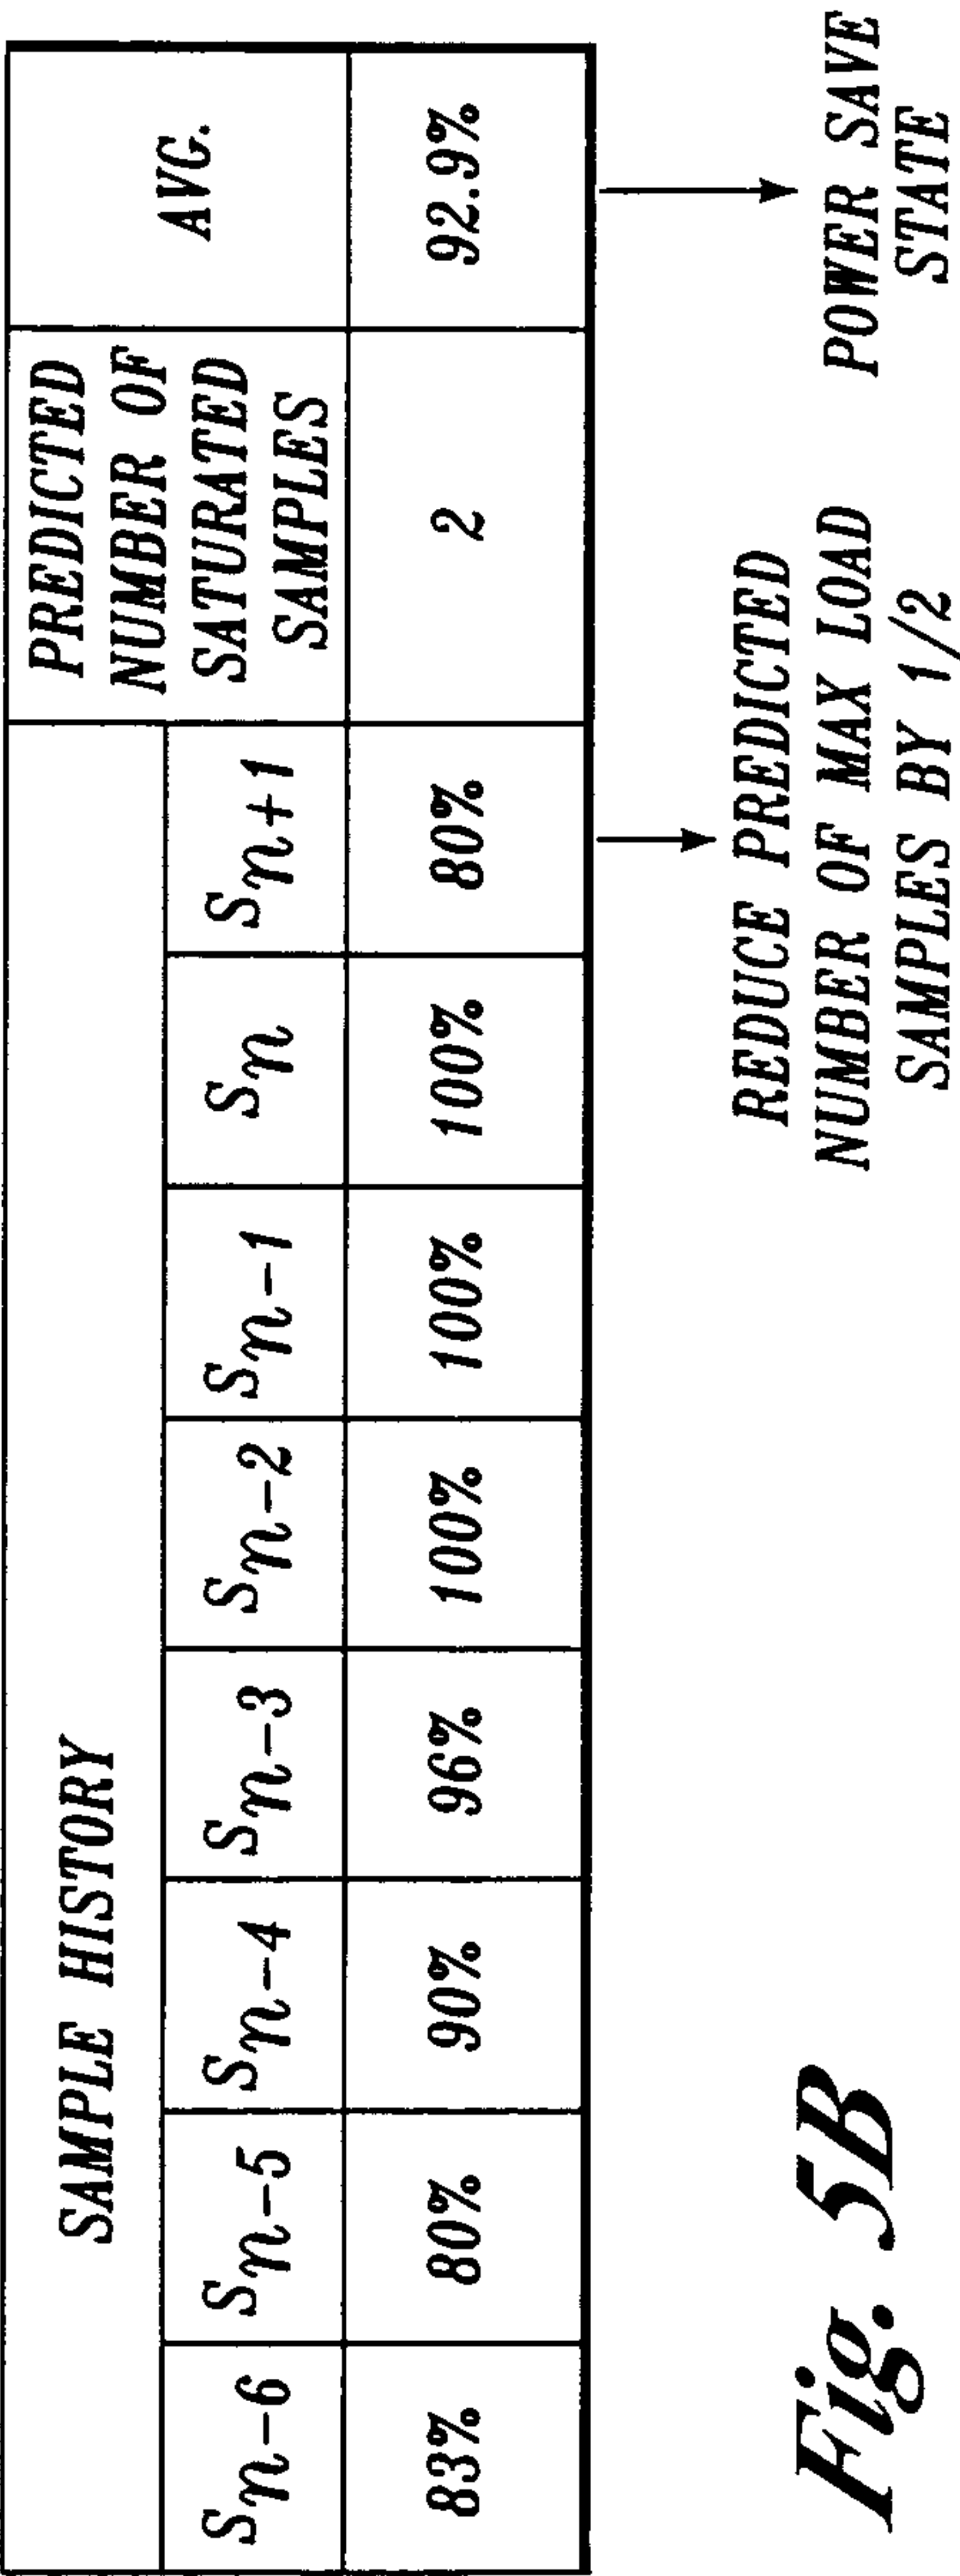 SAMPLE HISTORY
PREDICTED
NUMBER OF
SATURATED
SAMPLES
AVG.
Sn-6 Sn-5 Sn-4 Sn-3 Sn-2 Sn-1 Sn Sn+1
83% 80% 90% 96% 100% 100% 100% 80% 2 92.9%
REDUCE PREDICTED
NUMBER OF MAX LOAD
SAMPLES BY 1/2
POWER SAVE
STATE
Fig. 5B